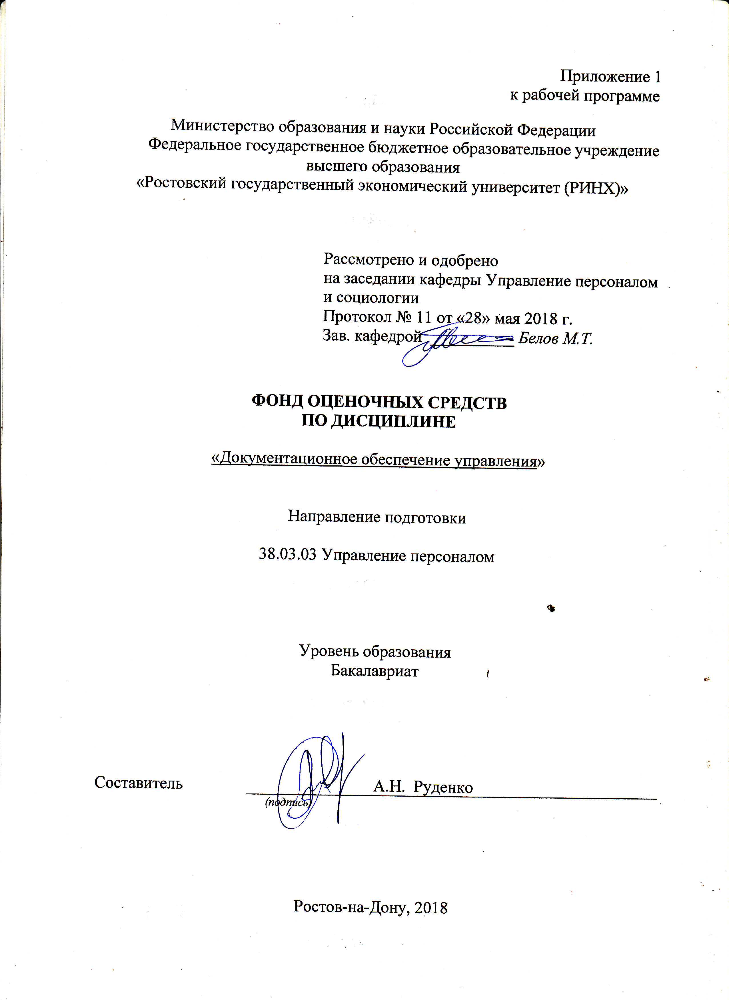 Приложение 1
к рабочей программе
Министерство образования и науки Российской Федерации
Федеральное государственное бюджетное образовательное учреждение
высшего образования
«Ростовский государственный экономический университет (РИНХ)»
Рассмотрено и одобрено
на заседании кафедры Управление персоналом
и социологии
Протокол № 11 от «28» мая 2018 г.
Зав. кафедрой Белов М.Т.
ФОНД ОЦЕНОЧНЫХ СРЕДСТВ
ПО ДИСЦИПЛИНЕ
«Документационное обеспечение управления»
Направление подготовки
38.03.03 Управление персоналом
Уровень образования
Бакалавриат
Составитель А.Н. Руденко
(подпись)
Ростов-на-Дону, 2018